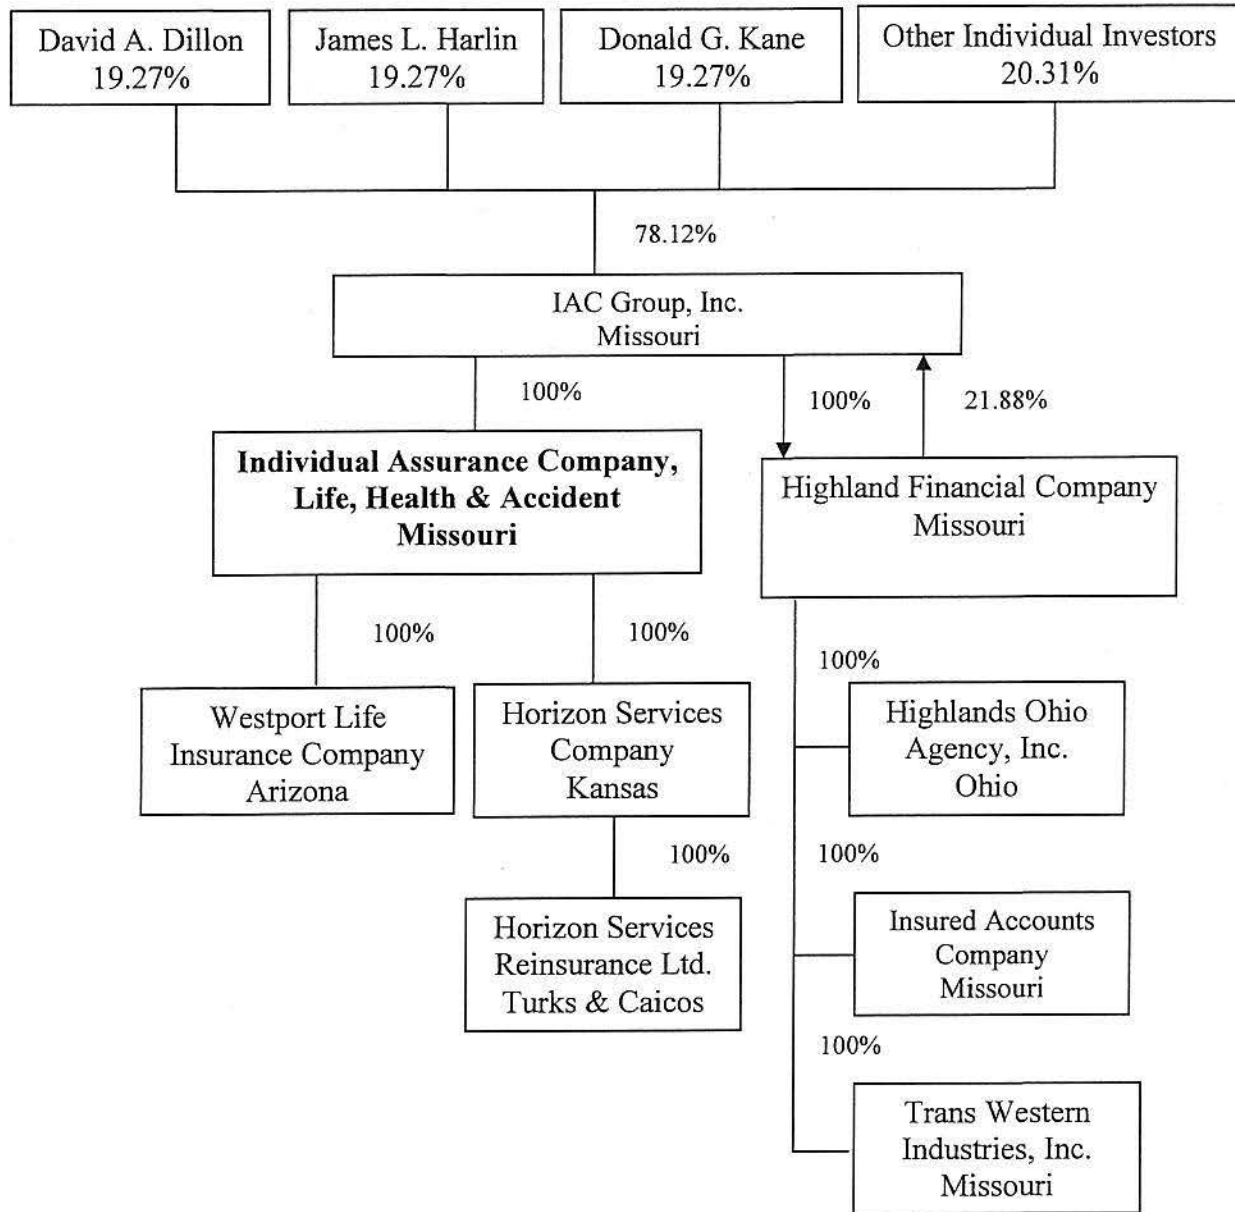 David A. Dillon
19.27%
James L. Harlin
19.27%
Donald G. Kane
19.27%
Other Individual Investors
20.31%
78.12%
IAC Group, Inc.
Missouri
100%
100%
21.88%
Individual Assurance Company,
Life, Health & Accident
Missouri
Highland Financial Company
Missouri
100%
100%
100%
Westport Life
Insurance Company
Arizona
Horizon Services
Company
Kansas
Highlands Ohio
Agency, Inc.
Ohio
100%
100%
Horizon Services
Reinsurance Ltd.
Turks & Caicos
Insured Accounts
Company
Missouri
100%
Trans Western
Industries, Inc.
Missouri